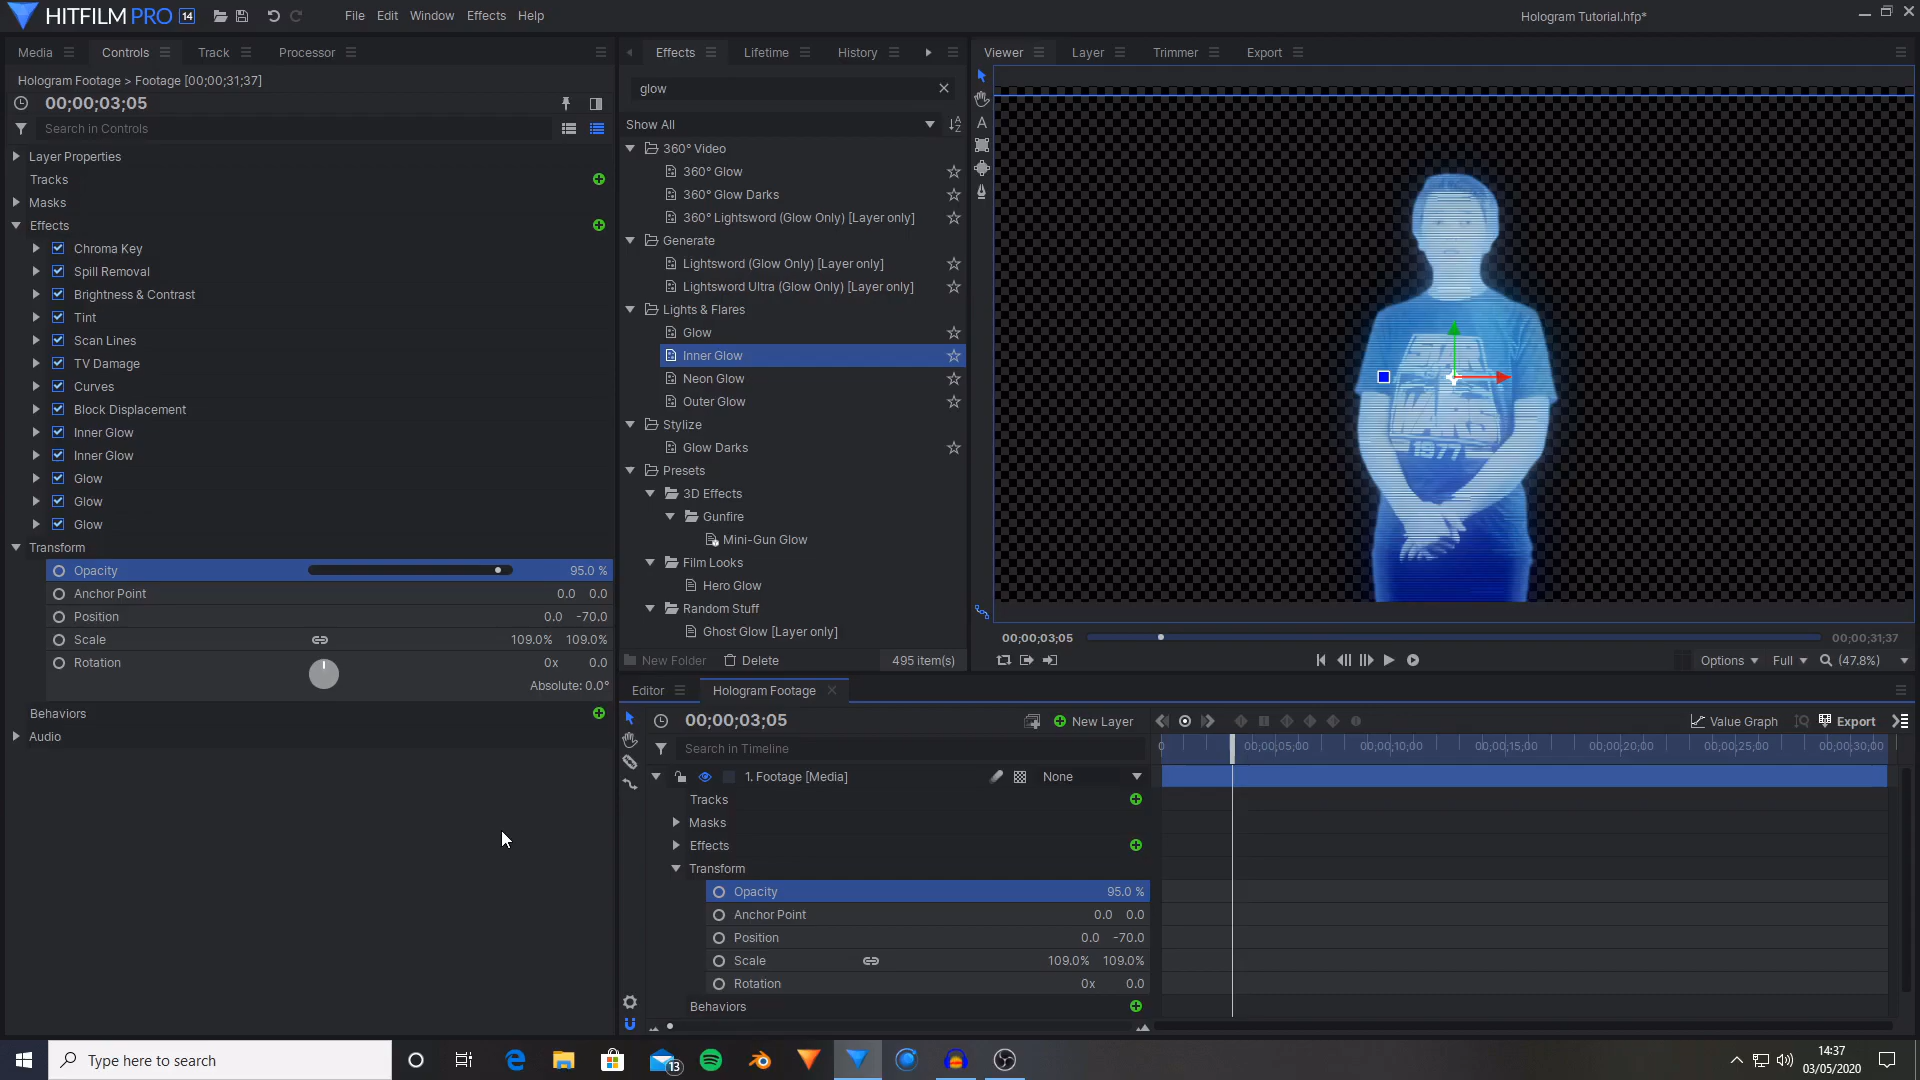 HITFILM PRO 14
File Edit Window Effects Help
Hologram Tutorial.hfp*
Media Controls Track Processor
Hologram Footage > Footage [00;00;31;37]
00;00;03;05
Search in Controls
Layer Properties
Tracks
Masks
Effects
Chroma Key
Spill Removal
Brightness & Contrast
Tint
Scan Lines
TV Damage
Curves
Block Displacement
Inner Glow
Inner Glow
Glow
Glow
Glow
Transform
Opacity 95.0 %
Anchor Point 0.0 0.0
Position 0.0 -70.0
Scale 109.0% 109.0%
Rotation 0x 0.0
Absolute: 0.0°
Behaviors
Audio
Effects Lifetime History
glow
Show All
360° Video
360° Glow
360° Glow Darks
360° Lightsword (Glow Only) [Layer only]
Generate
Lightsword (Glow Only) [Layer only]
Lightsword Ultra (Glow Only) [Layer only]
Lights & Flares
Glow
Inner Glow
Neon Glow
Outer Glow
Stylize
Glow Darks
Presets
3D Effects
Gunfire
Mini-Gun Glow
Film Looks
Hero Glow
Random Stuff
Ghost Glow [Layer only]
New Folder Delete 495 item(s)
Viewer Layer Trimmer Export
A
STAR
WARS
1977
00;00;03;05 00;00;31;37
Options Full (47.8%)
Editor Hologram Footage
00;00;03;05 New Layer Value Graph Export
Search in Timeline
0 00;00;05;00 00;00;10;00 00;00;15;00 00;00;20;00 00;00;25;00 00;00;30;00
1. Footage [Media] None
Tracks
Masks
Effects
Transform
Opacity 95.0 %
Anchor Point 0.0 0.0
Position 0.0 -70.0
Scale 109.0% 109.0%
Rotation 0x 0.0
Behaviors
Type here to search
13
14:37
03/05/2020